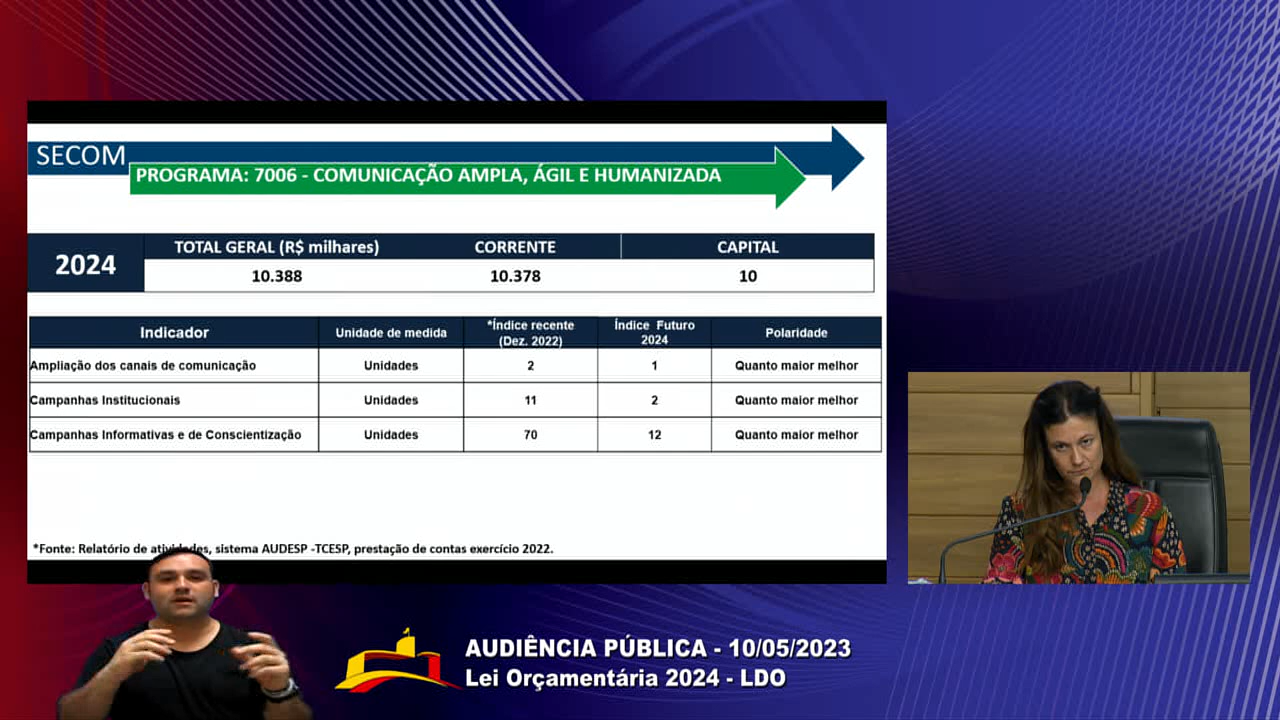 SECOM
PROGRAMA: 7006 - COMUNICAÇÃO AMPLA, ÁGIL E HUMANIZADA
2024
TOTAL GERAL (R$ milhares) CORRENTE CAPITAL
10.388 10.378 10
Indicador Unidade de medida *Índice recente (Dez. 2022) Índice Futuro 2024 Polaridade
Ampliação dos canais de comunicação Unidades 2 1 Quanto maior melhor
Campanhas Institucionais Unidades 11 2 Quanto maior melhor
Campanhas Informativas e de Conscientização Unidades 70 12 Quanto maior melhor
*Fonte: Relatório de atividades, sistema AUDESP -TCESP, prestação de contas exercício 2022.
AUDIÊNCIA PÚBLICA - 10/05/2023
Lei Orçamentária 2024 - LDO